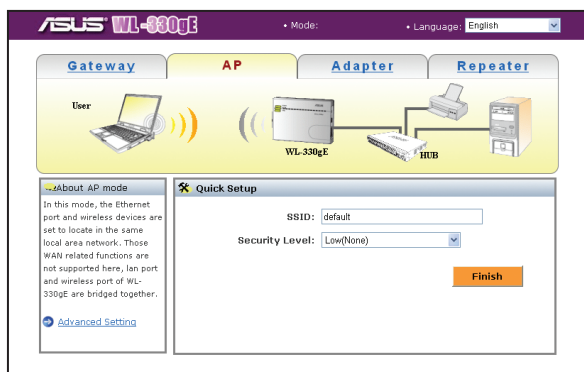 ASUS WL-330gE • Mode: • Language: English
Gateway AP Adapter Repeater
User
WL-330gE
HUB
About AP mode
In this mode, the Ethernet
port and wireless devices are
set to locate in the same
local area network. Those
WAN related functions are
not supported here, lan port
and wireless port of WL-
330gE are bridged together.
Advanced Setting
Quick Setup
SSID: default
Security Level: Low(None)
Finish